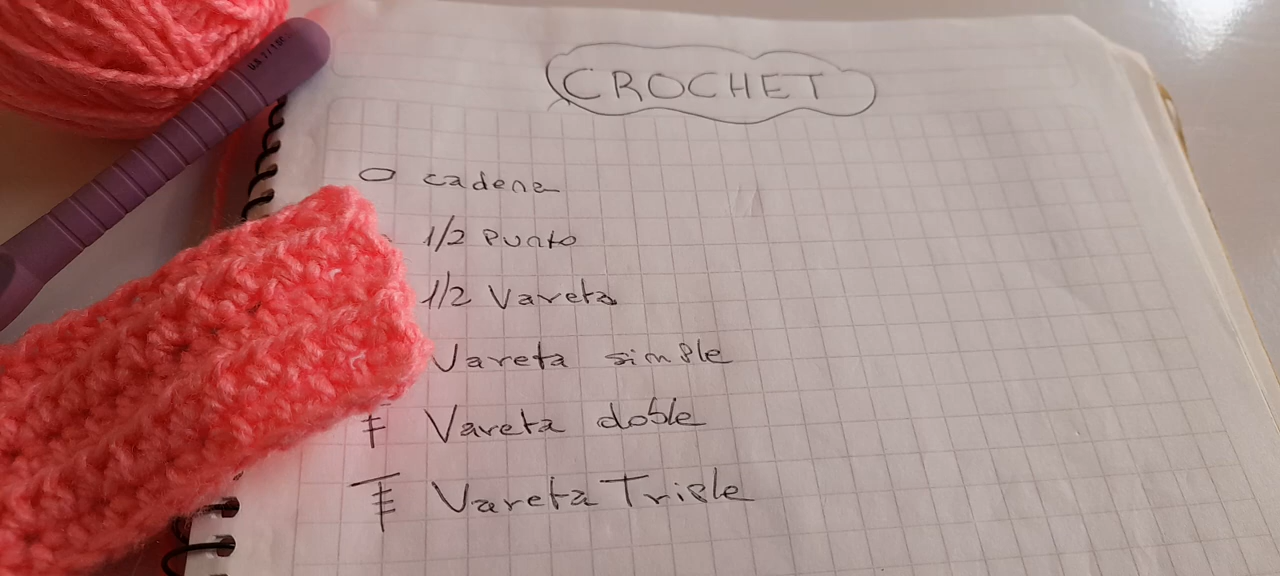 CROCHET
cadena
1/2 Punto
1/2 Vareta
Vareta simple
Vareta doble
Vareta Triple